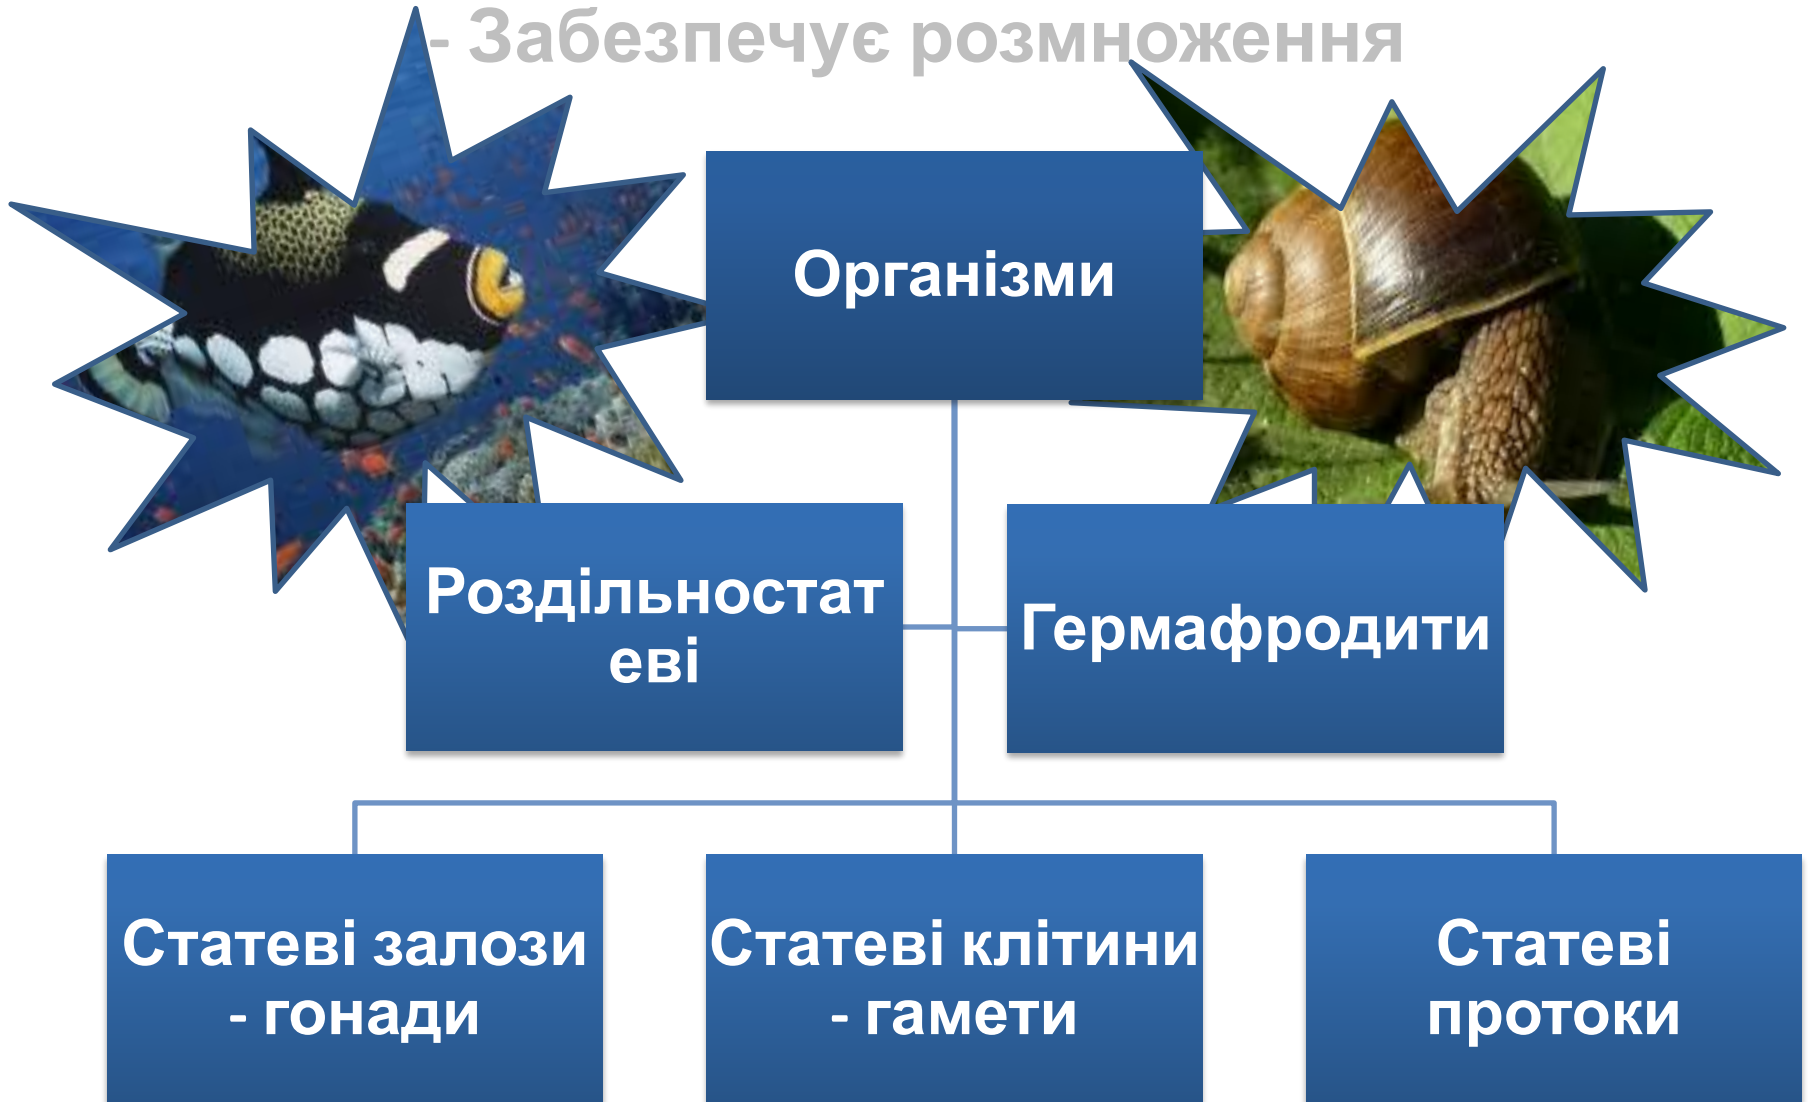 - Забезпечує розмноження
Організми
Роздільностат
еві
Гермафродити
Статеві залози
- гонади
Статеві клітини
- гамети
Статеві
протоки